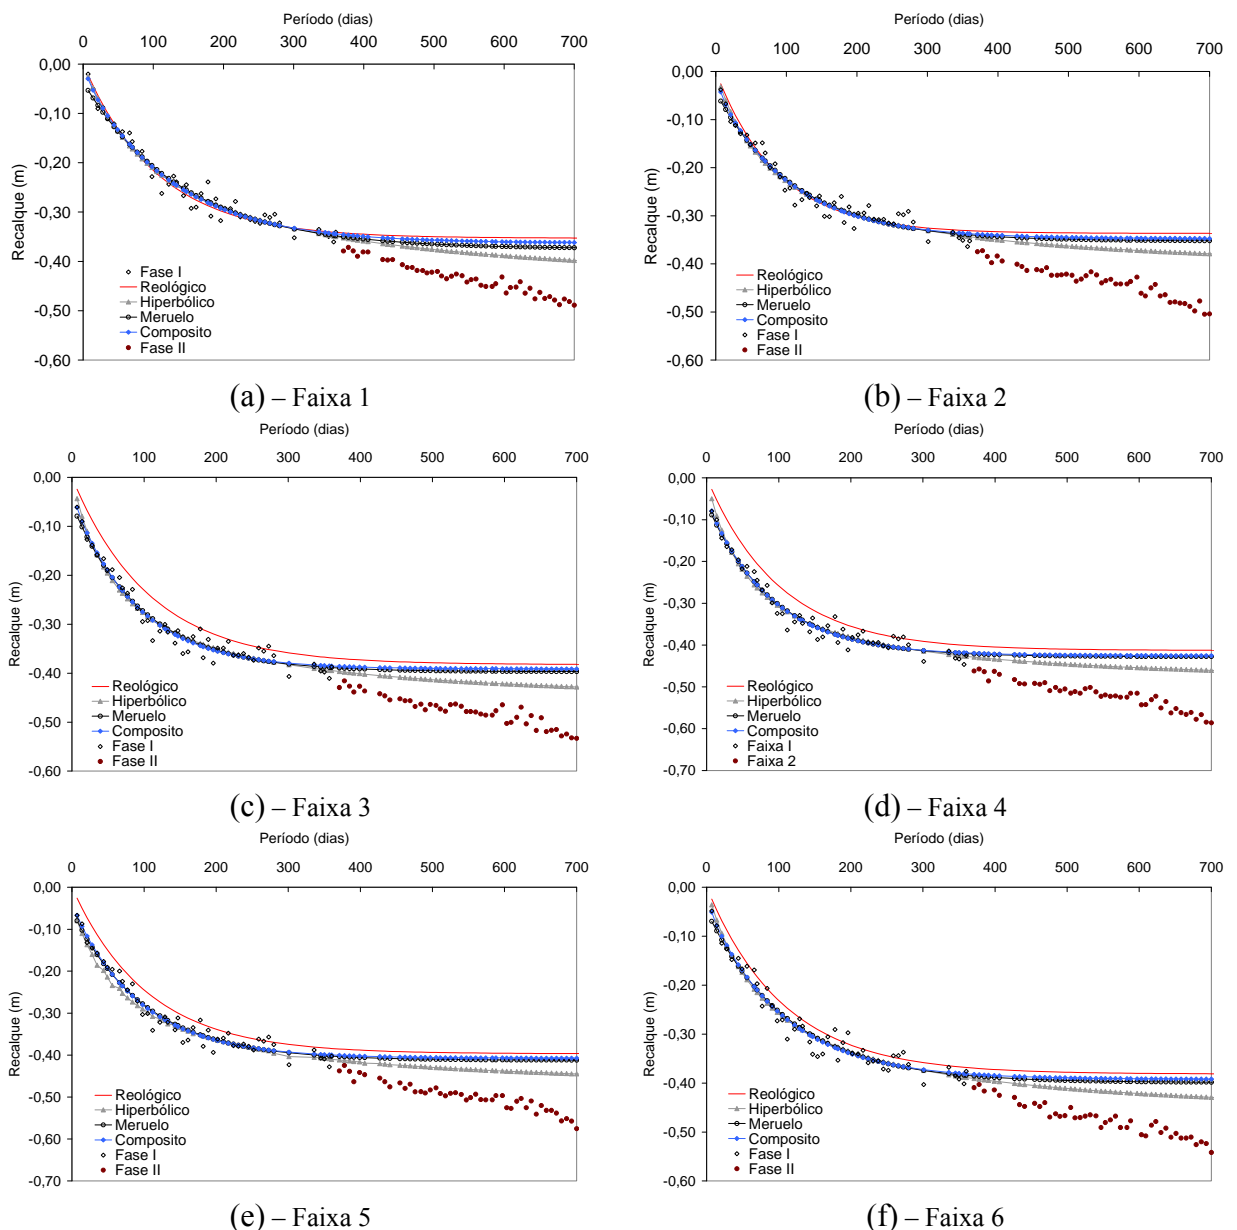 Período (dias)
0 100 200 300 400 500 600 700
0,00
-0,10
-0,20
-0,30
-0,40
-0,50
-0,60
Recalque (m)
Fase I
Reológico
Hiperbólico
Meruelo
Composito
Fase II
(a) – Faixa 1
Período (dias)
0 100 200 300 400 500 600 700
0,00
-0,10
-0,20
-0,30
-0,40
-0,50
-0,60
Recalque (m)
Reológico
Hiperbólico
Meruelo
Composito
Fase I
Fase II
(b) – Faixa 2
Período (dias)
0 100 200 300 400 500 600 700
0,00
-0,10
-0,20
-0,30
-0,40
-0,50
-0,60
Recalque (m)
Reológico
Hiperbólico
Meruelo
Composito
Fase I
Fase II
(c) – Faixa 3
Período (dias)
0 100 200 300 400 500 600 700
0,00
-0,10
-0,20
-0,30
-0,40
-0,50
-0,60
-0,70
Recalque (m)
Reológico
Hiperbólico
Meruelo
Composito
Faixa I
Faixa 2
(d) – Faixa 4
Período (dias)
0 100 200 300 400 500 600 700
0,00
-0,10
-0,20
-0,30
-0,40
-0,50
-0,60
-0,70
Recalque (m)
Reológico
Hiperbólico
Meruelo
Composito
Fase I
Fase II
(e) – Faixa 5
Período (dias)
0 100 200 300 400 500 600 700
0,00
-0,10
-0,20
-0,30
-0,40
-0,50
-0,60
Recalque (m)
Reológico
Hiperbólico
Meruelo
Composito
Fase I
Fase II
(f) – Faixa 6